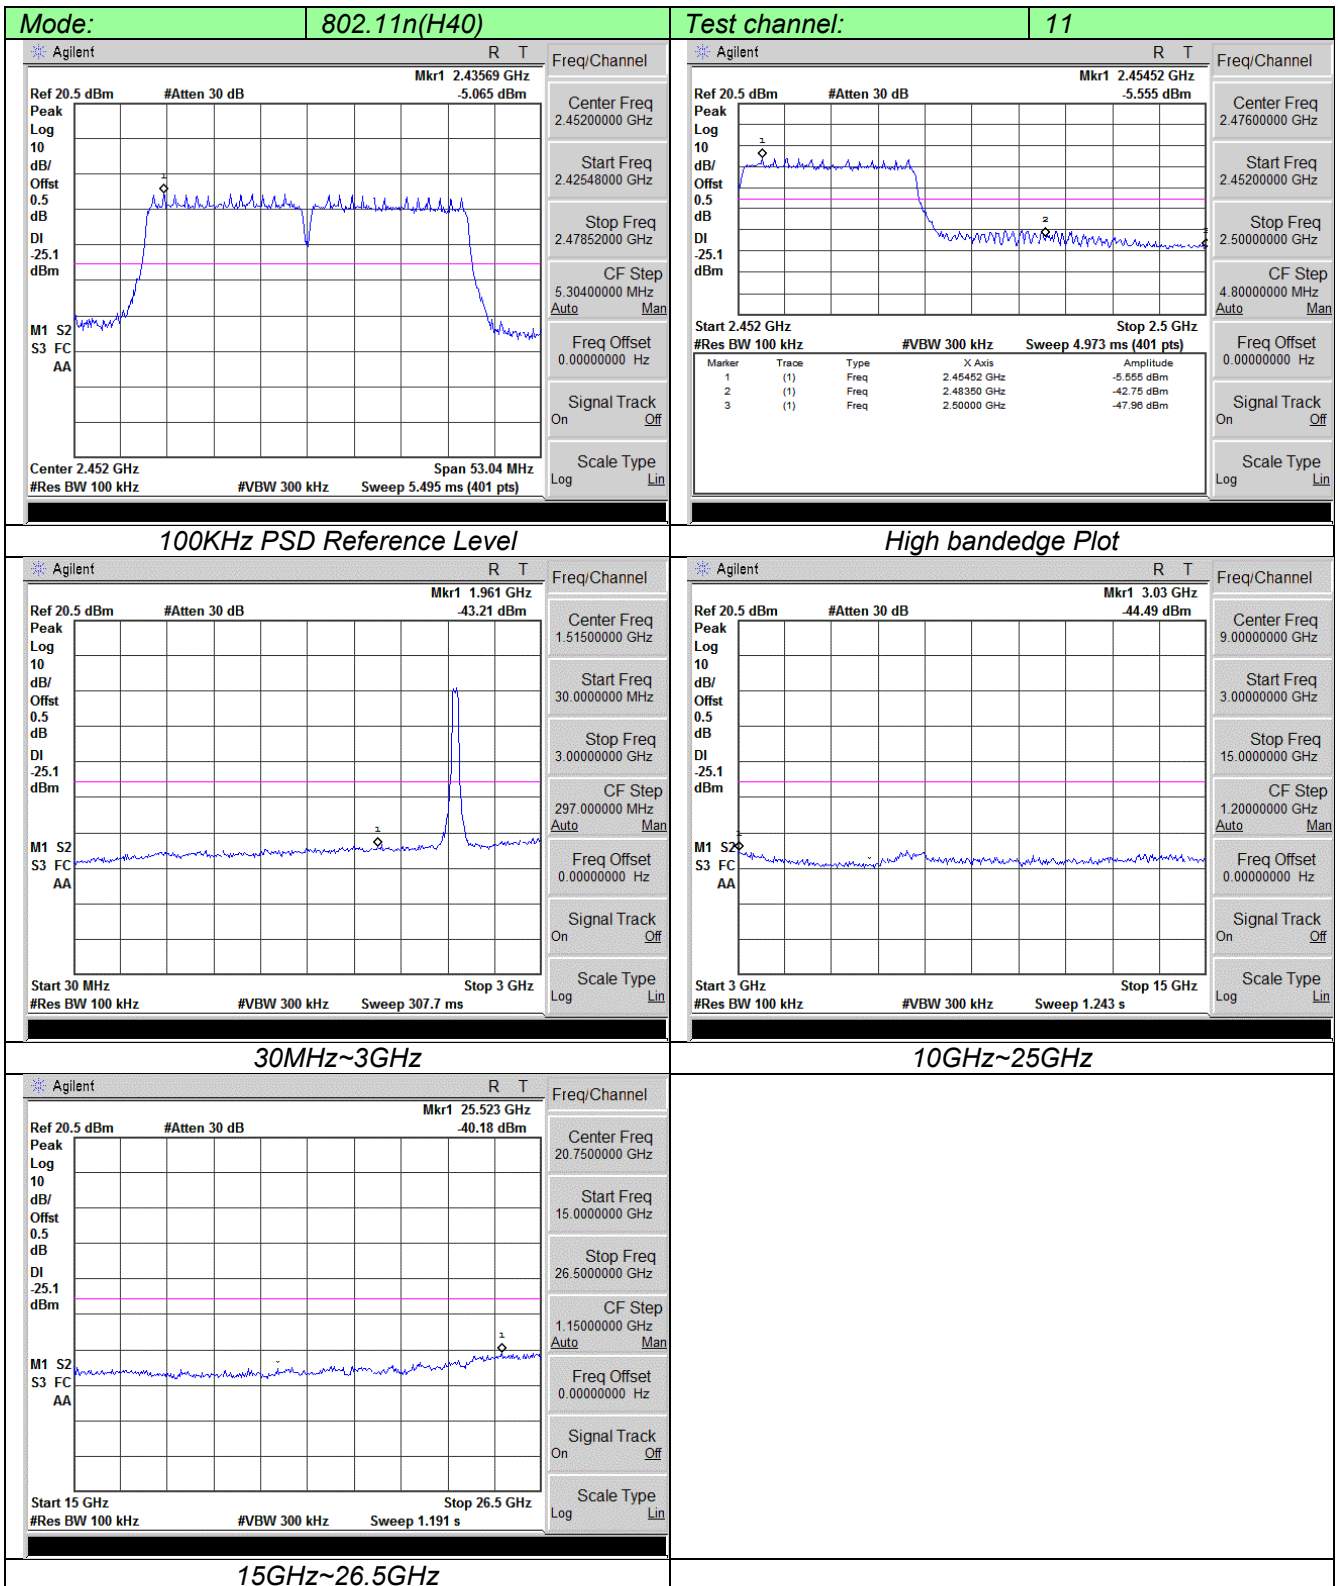 Mode: 802.11n(H40) Test channel: 11
Agilent R T
Mkr1 2.43569 GHz
Ref 20.5 dBm #Atten 30 dB -5.065 dBm
Peak
Log
10
dB/
Offst
0.5
dB
DI
-25.1
dBm
M1 S2
S3 FC
AA
1
Center 2.452 GHz Span 53.04 MHz
#Res BW 100 kHz #VBW 300 kHz Sweep 5.495 ms (401 pts)
Freq/Channel
Center Freq
2.45200000 GHz
Start Freq
2.42548000 GHz
Stop Freq
2.47852000 GHz
CF Step
5.30400000 MHz
Auto Man
Freq Offset
0.00000000 Hz
Signal Track
On Off
Scale Type
Log Lin
Agilent R T
Mkr1 2.45452 GHz
Ref 20.5 dBm #Atten 30 dB -5.555 dBm
Peak
Log
10
dB/
Offst
0.5
dB
DI
-25.1
dBm
1
2
Start 2.452 GHz Stop 2.5 GHz
#Res BW 100 kHz #VBW 300 kHz Sweep 4.973 ms (401 pts)
Marker Trace Type X Axis Amplitude
1 (1) Freq 2.45452 GHz -5.555 dBm
2 (1) Freq 2.48350 GHz -42.75 dBm
3 (1) Freq 2.50000 GHz -47.96 dBm
Freq/Channel
Center Freq
2.47600000 GHz
Start Freq
2.45200000 GHz
Stop Freq
2.50000000 GHz
CF Step
4.80000000 MHz
Auto Man
Freq Offset
0.00000000 Hz
Signal Track
On Off
Scale Type
Log Lin
100KHz PSD Reference Level High bandedge Plot
Agilent R T
Mkr1 1.961 GHz
Ref 20.5 dBm #Atten 30 dB -43.21 dBm
Peak
Log
10
dB/
Offst
0.5
dB
DI
-25.1
dBm
M1 S2
S3 FC
AA
1
Start 30 MHz Stop 3 GHz
#Res BW 100 kHz #VBW 300 kHz Sweep 307.7 ms
Freq/Channel
Center Freq
1.51500000 GHz
Start Freq
30.0000000 MHz
Stop Freq
3.00000000 GHz
CF Step
297.000000 MHz
Auto Man
Freq Offset
0.00000000 Hz
Signal Track
On Off
Scale Type
Log Lin
Agilent R T
Mkr1 3.03 GHz
Ref 20.5 dBm #Atten 30 dB -44.49 dBm
Peak
Log
10
dB/
Offst
0.5
dB
DI
-25.1
dBm
M1 S2
S3 FC
AA
Start 3 GHz Stop 15 GHz
#Res BW 100 kHz #VBW 300 kHz Sweep 1.243 s
Freq/Channel
Center Freq
9.00000000 GHz
Start Freq
3.00000000 GHz
Stop Freq
15.0000000 GHz
CF Step
1.20000000 GHz
Auto Man
Freq Offset
0.00000000 Hz
Signal Track
On Off
Scale Type
Log Lin
30MHz~3GHz 10GHz~25GHz
Agilent R T
Mkr1 25.523 GHz
Ref 20.5 dBm #Atten 30 dB -40.18 dBm
Peak
Log
10
dB/
Offst
0.5
dB
DI
-25.1
dBm
M1 S2
S3 FC
AA
1
Start 15 GHz Stop 26.5 GHz
#Res BW 100 kHz #VBW 300 kHz Sweep 1.191 s
Freq/Channel
Center Freq
20.7500000 GHz
Start Freq
15.0000000 GHz
Stop Freq
26.5000000 GHz
CF Step
1.15000000 GHz
Auto Man
Freq Offset
0.00000000 Hz
Signal Track
On Off
Scale Type
Log Lin
15GHz~26.5GHz